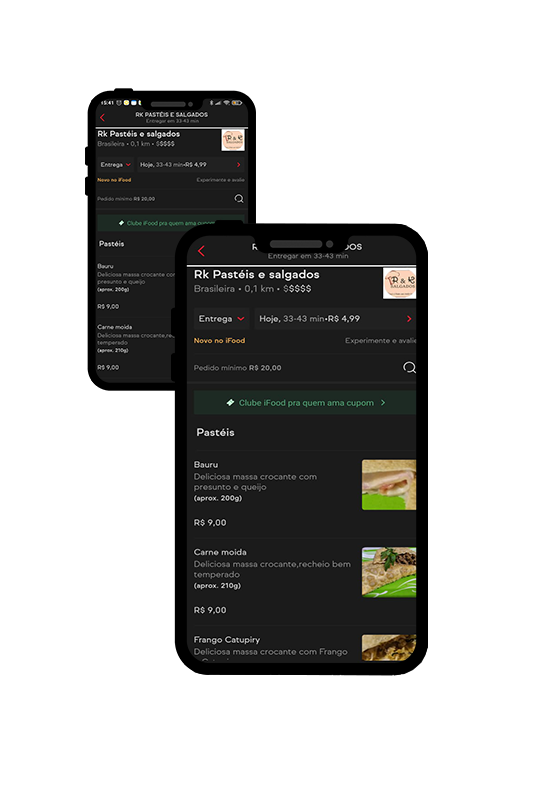 15:41
RK PASTÉIS E SALGADOS
Entregar em 33-43 min
Rk Pastéis e salgados
Brasileira • 0,1 km • $$$$$
R & K
Entrega
Hoje, 33-43 min•R$ 4,99
Novo no iFood
Experimente e avalie
Pedido mínimo R$ 20,00
Clube iFood pra quem ama cupom
Pastéis
Bauru
Deliciosa massa crocante com
presunto e queijo
(aprox. 200g)
R$ 9,00
Carne moida
Deliciosa massa crocante,recheio
temperado
(aprox. 210g)
R$ 9,00
ADOS
Entregar em 33-43 min
Rk Pastéis e salgados
Brasileira • 0,1 km • $$$$$
R & K
SALGADOS
Entrega
Hoje, 33-43 min•R$ 4,99
Novo no iFood
Experimente e avalie
Pedido mínimo R$ 20,00
Clube iFood pra quem ama cupom
Pastéis
Bauru
Deliciosa massa crocante com
presunto e queijo
(aprox. 200g)
R$ 9,00
Carne moida
Deliciosa massa crocante,recheio bem
temperado
(aprox. 210g)
R$ 9,00
Frango Catupiry
Deliciosa massa crocante com Frango